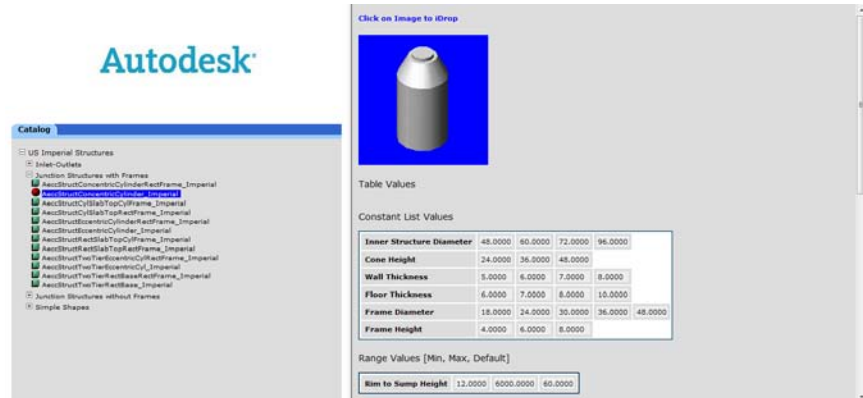 Autodesk
Catalog
US Imperial Structures
Inlet-Outlets
Junction Structures with Frames
AeccStructConcentricCylinderRectFrame_Imperial
AeccStructConcentricCylinder_Imperial
AeccStructCylSlabTopCylFrame_Imperial
AeccStructCylSlabTopRectFrame_Imperial
AeccStructEccentricCylinderRectFrame_Imperial
AeccStructEccentricCylinder_Imperial
AeccStructRectSlabTopCylFrame_Imperial
AeccStructRectSlabTopRectFrame_Imperial
AeccStructTwoTierEccentricCylRectFrame_Imperial
AeccStructTwoTierEccentricCyl_Imperial
AeccStructTwoTierRectBaseRectFrame_Imperial
AeccStructTwoTierRectBase_Imperial
Junction Structures without Frames
Simple Shapes
Click on Image to iDrop
Table Values
Constant List Values
Inner Structure Diameter 48.0000 60.0000 72.0000 96.0000
Cone Height 24.0000 36.0000 48.0000
Wall Thickness 5.0000 6.0000 7.0000 8.0000
Floor Thickness 6.0000 7.0000 8.0000 10.0000
Frame Diameter 18.0000 24.0000 30.0000 36.0000 48.0000
Frame Height 4.0000 6.0000 8.0000
Range Values [Min, Max, Default]
Rim to Sump Height 12.0000 6000.0000 60.0000